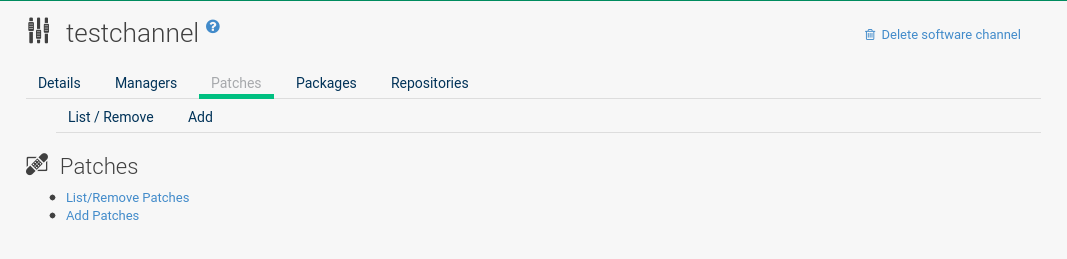 testchannel ?
Delete software channel
Details Managers Patches Packages Repositories
List / Remove Add
Patches
List/Remove Patches
Add Patches